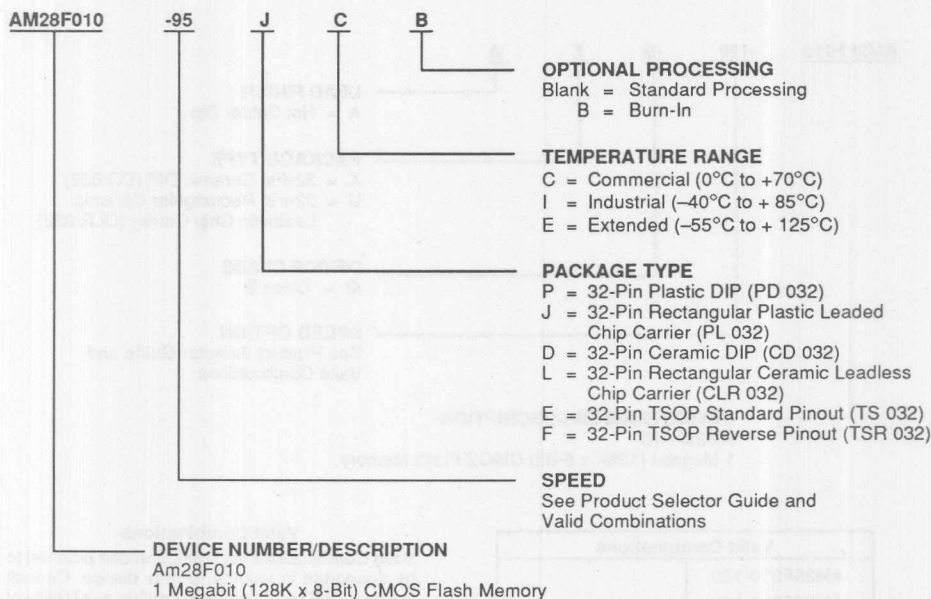 AM28F010 -95 J C B
OPTIONAL PROCESSING
Blank = Standard Processing
B = Burn-In
TEMPERATURE RANGE
C = Commercial (0°C to +70°C)
I = Industrial (–40°C to + 85°C)
E = Extended (–55°C to + 125°C)
PACKAGE TYPE
P = 32-Pin Plastic DIP (PD 032)
J = 32-Pin Rectangular Plastic Leaded
Chip Carrier (PL 032)
D = 32-Pin Ceramic DIP (CD 032)
L = 32-Pin Rectangular Ceramic Leadless
Chip Carrier (CLR 032)
E = 32-Pin TSOP Standard Pinout (TS 032)
F = 32-Pin TSOP Reverse Pinout (TSR 032)
SPEED
See Product Selector Guide and
Valid Combinations
DEVICE NUMBER/DESCRIPTION
Am28F010
1 Megabit (128K x 8-Bit) CMOS Flash Memory